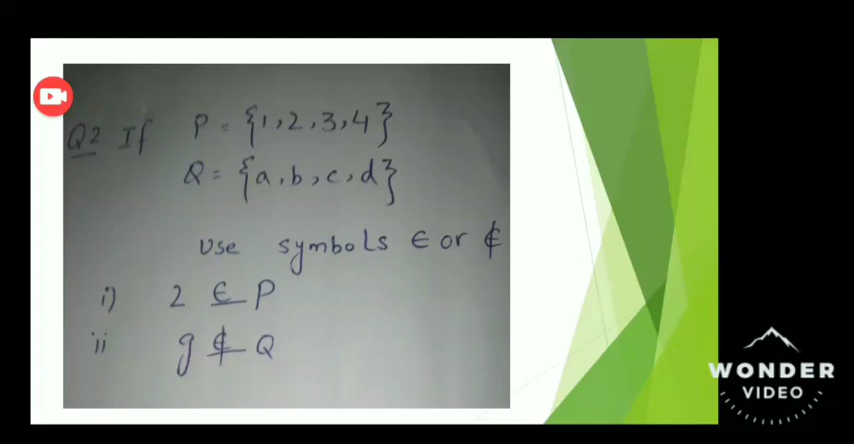 Q2 If P = {1, 2, 3, 4}
Q = {a, b, c, d}
Use symbols ∈ or ∉
i) 2 ∈ P
ii g ∉ Q
WONDER
VIDEO